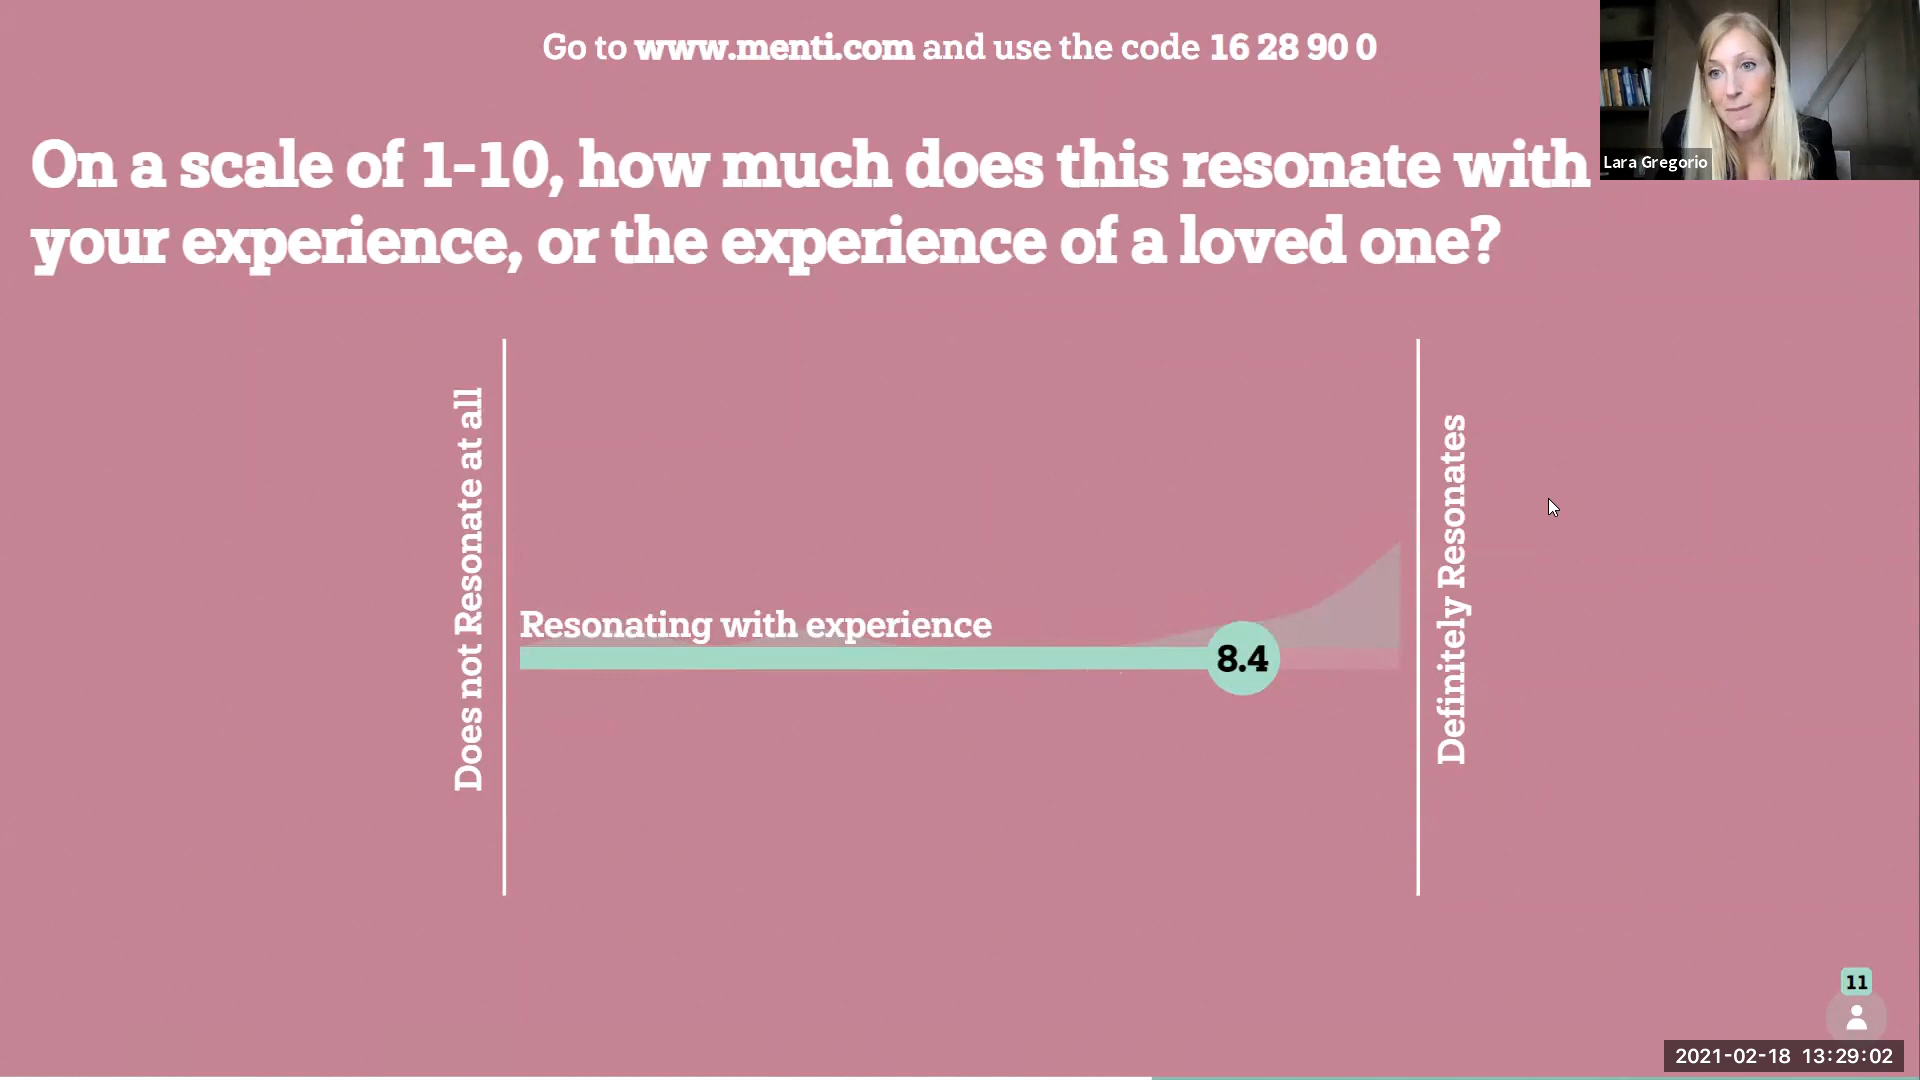 Go to www.menti.com and use the code 16 28 90 0
Lara Gregorio
On a scale of 1-10, how much does this resonate with
your experience, or the experience of a loved one?
Does not Resonate at all
Definitely Resonates
Resonating with experience
8.4
11
2021-02-18 13:29:02